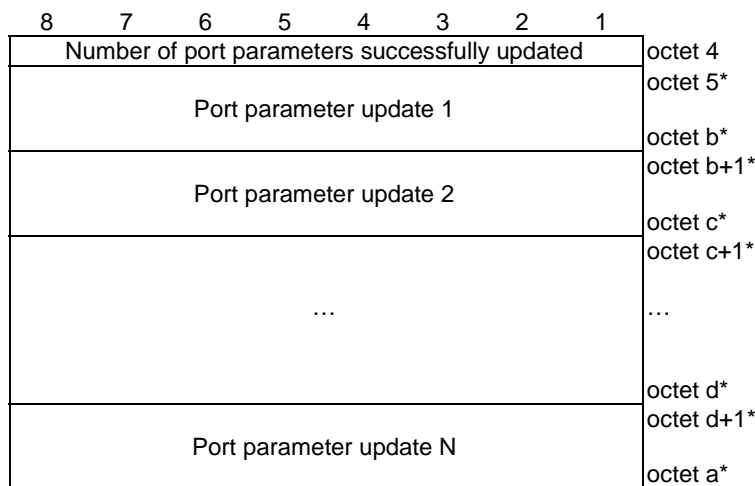 8 7 6 5 4 3 2 1
Number of port parameters successfully updated octet 4
octet 5*
Port parameter update 1
octet b*
octet b+1*
Port parameter update 2
octet c*
octet c+1*
… …
octet d*
octet d+1*
Port parameter update N
octet a*